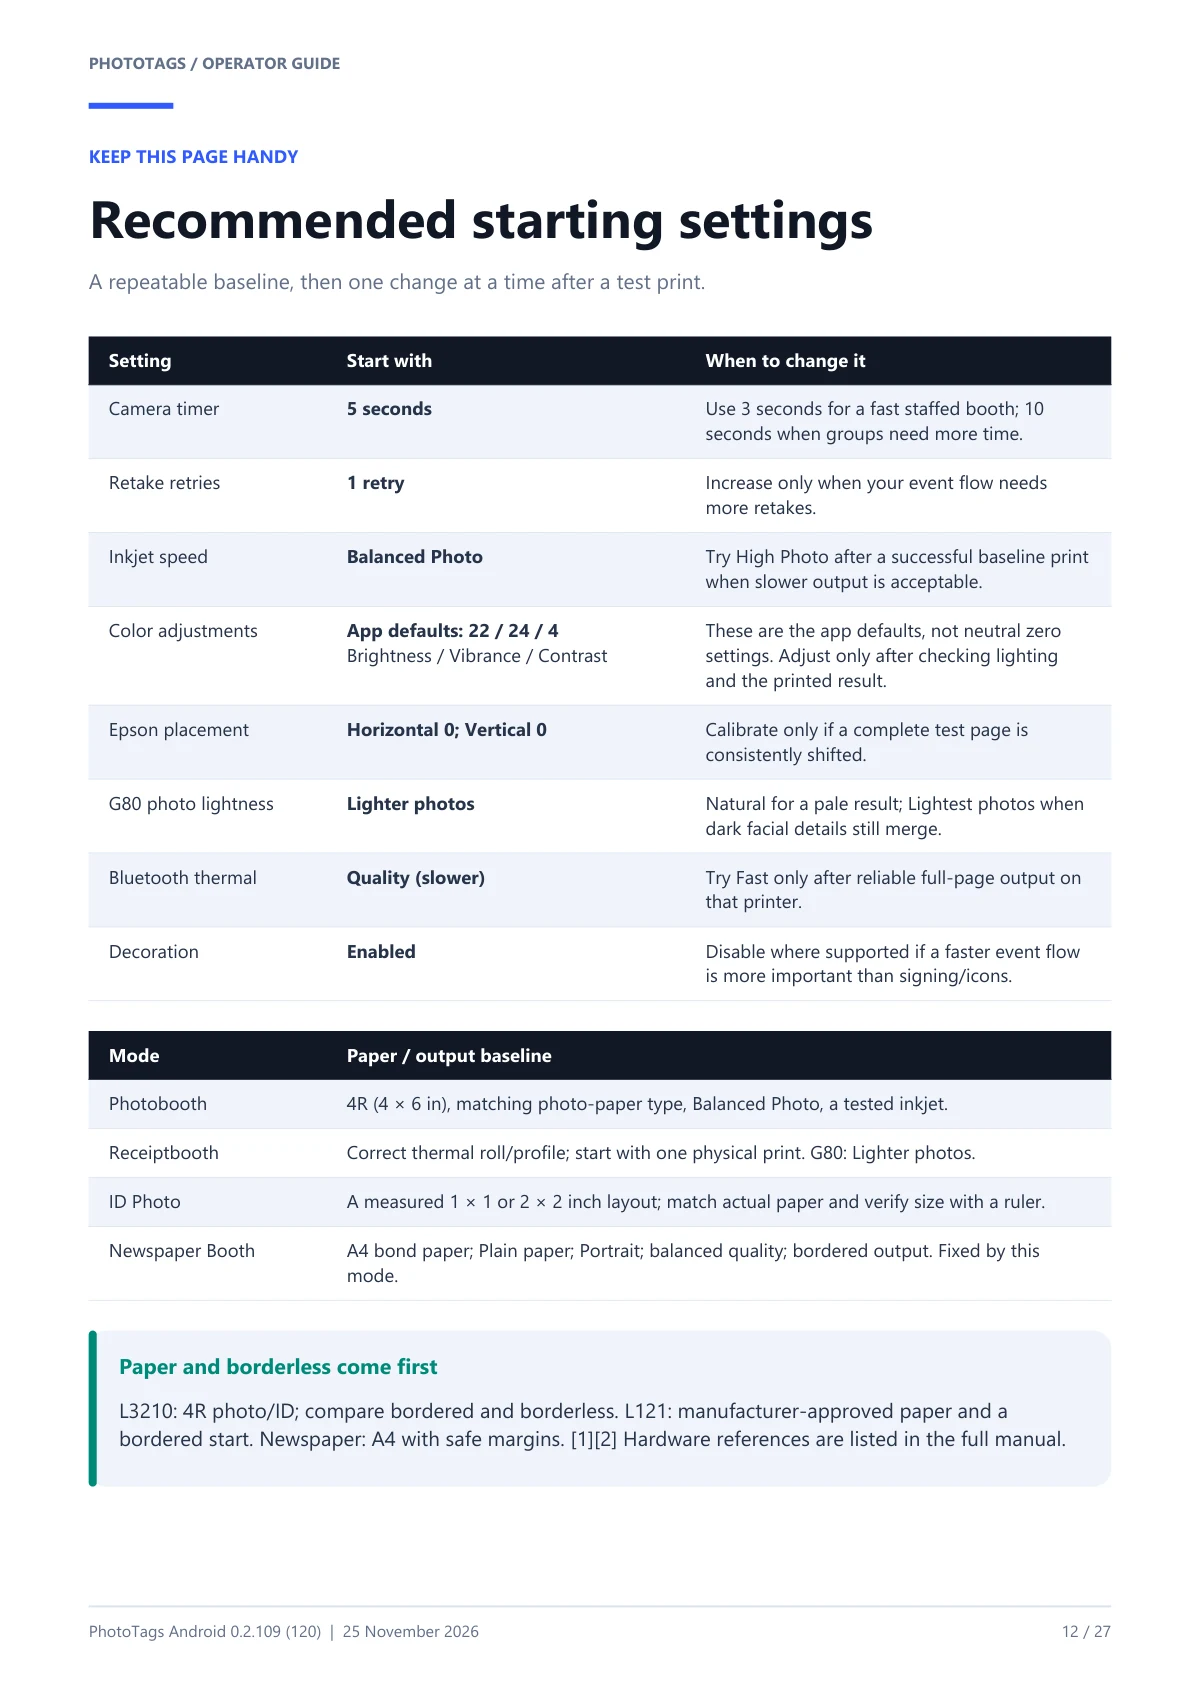 PHOTOTAGS / OPERATOR GUIDE
KEEP THIS PAGE HANDY
Recommended starting settings
A repeatable baseline, then one change at a time after a test print.
Setting Start with When to change it
Camera timer 5 seconds Use 3 seconds for a fast staffed booth; 10
seconds when groups need more time.
Retake retries 1 retry Increase only when your event flow needs
more retakes.
Inkjet speed Balanced Photo Try High Photo after a successful baseline print
when slower output is acceptable.
Color adjustments App defaults: 22 / 24 / 4 These are the app defaults, not neutral zero
Brightness / Vibrance / Contrast settings. Adjust only after checking lighting
and the printed result.
Epson placement Horizontal 0; Vertical 0 Calibrate only if a complete test page is
consistently shifted.
G80 photo lightness Lighter photos Natural for a pale result; Lightest photos when
dark facial details still merge.
Bluetooth thermal Quality (slower) Try Fast only after reliable full-page output on
that printer.
Decoration Enabled Disable where supported if a faster event flow
is more important than signing/icons.
Mode Paper / output baseline
Photobooth 4R (4 × 6 in), matching photo-paper type, Balanced Photo, a tested inkjet.
Receiptbooth Correct thermal roll/profile; start with one physical print. G80: Lighter photos.
ID Photo A measured 1 × 1 or 2 × 2 inch layout; match actual paper and verify size with a ruler.
Newspaper Booth A4 bond paper; Plain paper; Portrait; balanced quality; bordered output. Fixed by this
mode.
Paper and borderless come first
L3210: 4R photo/ID; compare bordered and borderless. L121: manufacturer-approved paper and a
bordered start. Newspaper: A4 with safe margins. [1][2] Hardware references are listed in the full manual.
PhotoTags Android 0.2.109 (120) | 25 November 2026 12 / 27